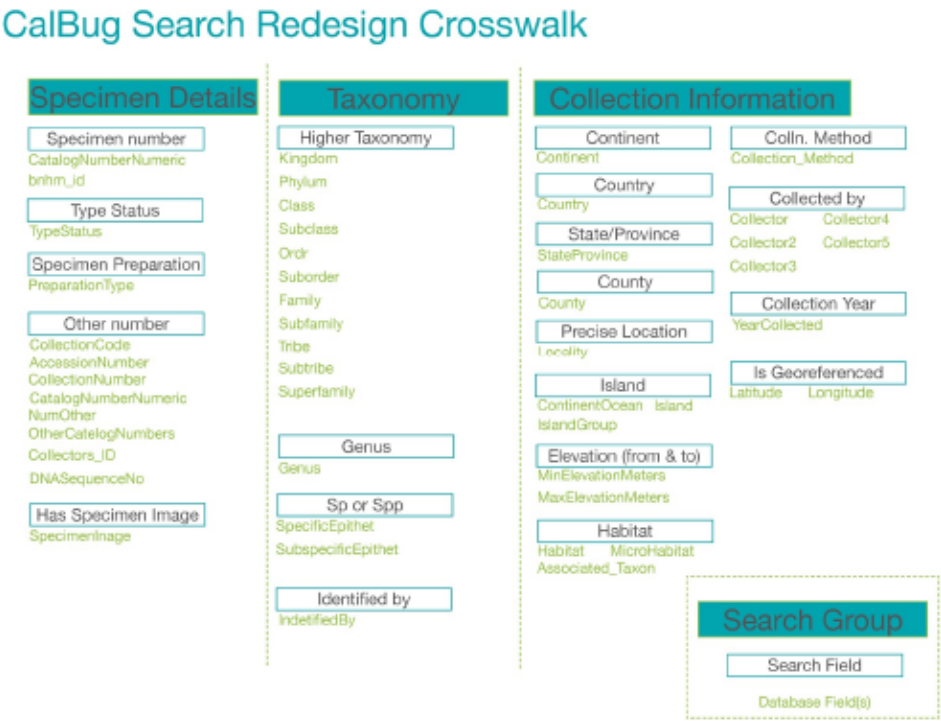 CalBug Search Redesign Crosswalk
Specimen Details
Specimen number
CatalogNumberNumeric
bnhm_id
Type Status
TypeStatus
Specimen Preparation
PreparationType
Other number
CollectionCode
AccessionNumber
CollectionNumber
CatalogNumberNumeric
NumOther
OtherCatelogNumbers
Collectors_ID
DNASequenceNo
Has Specimen Image
SpecimenInage
Taxonomy
Higher Taxonomy
Kingdom
Phylum
Class
Subclass
Ordr
Suborder
Family
Subfamily
Tribe
Subtribe
Superfamily
Genus
Genus
Sp or Spp
SpecificEpithet
SubspecificEpithet
Identified by
IndetifiedBy
Collection Information
Continent
Continent
Country
Country
State/Province
StateProvince
County
County
Precise Location
Locality
Island
ContinentOcean Island
IslandGroup
Elevation (from & to)
MinElevationMeters
MaxElevationMeters
Habitat
Habitat MicroHabitat
Associated_Taxon
Colln. Method
Collection_Method
Collected by
Collector Collector4
Collector2 Collector5
Collector3
Collection Year
YearCollected
Is Georeferenced
Latitude Longitude
Search Group
Search Field
Database Field(s)